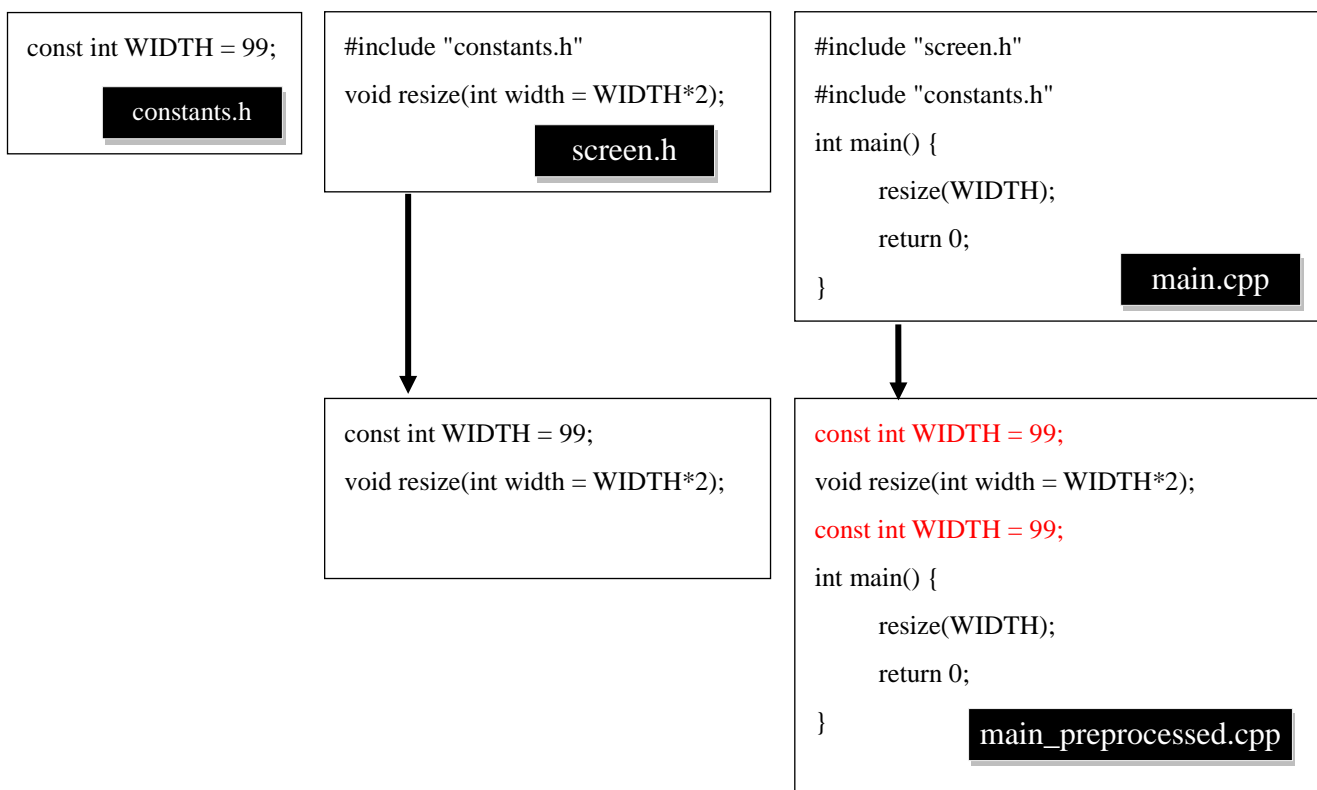 const int WIDTH = 99;
constants.h
#include "constants.h"
void resize(int width = WIDTH*2);
screen.h
#include "screen.h"
#include "constants.h"
int main() {
resize(WIDTH);
return 0;
}
main.cpp
const int WIDTH = 99;
void resize(int width = WIDTH*2);
const int WIDTH = 99;
void resize(int width = WIDTH*2);
const int WIDTH = 99;
int main() {
resize(WIDTH);
return 0;
}
main_preprocessed.cpp